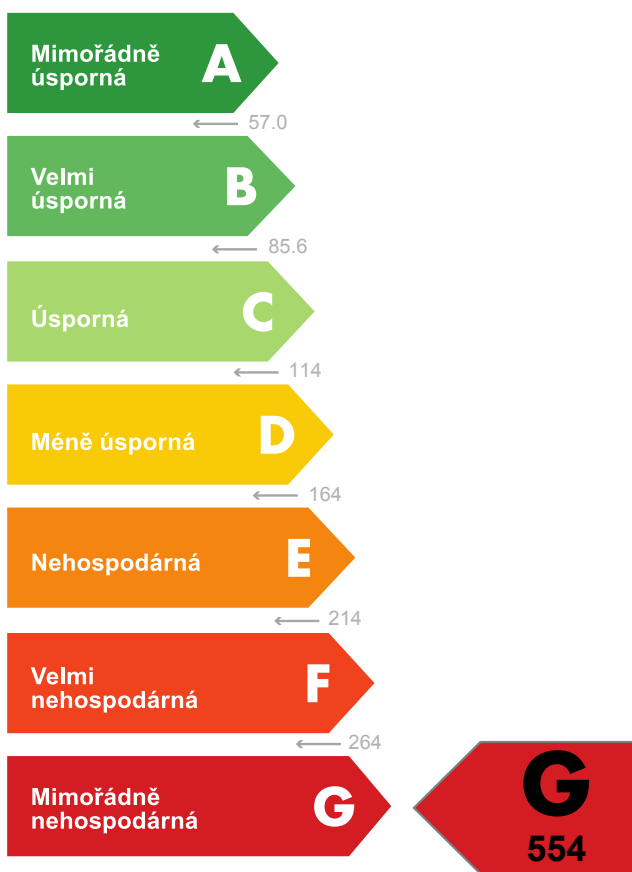 Mimořádně
úsporná
A
57.0
Velmi
úsporná
B
85.6
Úsporná
C
114
Méně úsporná
D
164
Nehospodárná
E
214
Velmi
nehospodárná
F
264
Mimořádně
nehospodárná
G
G
554